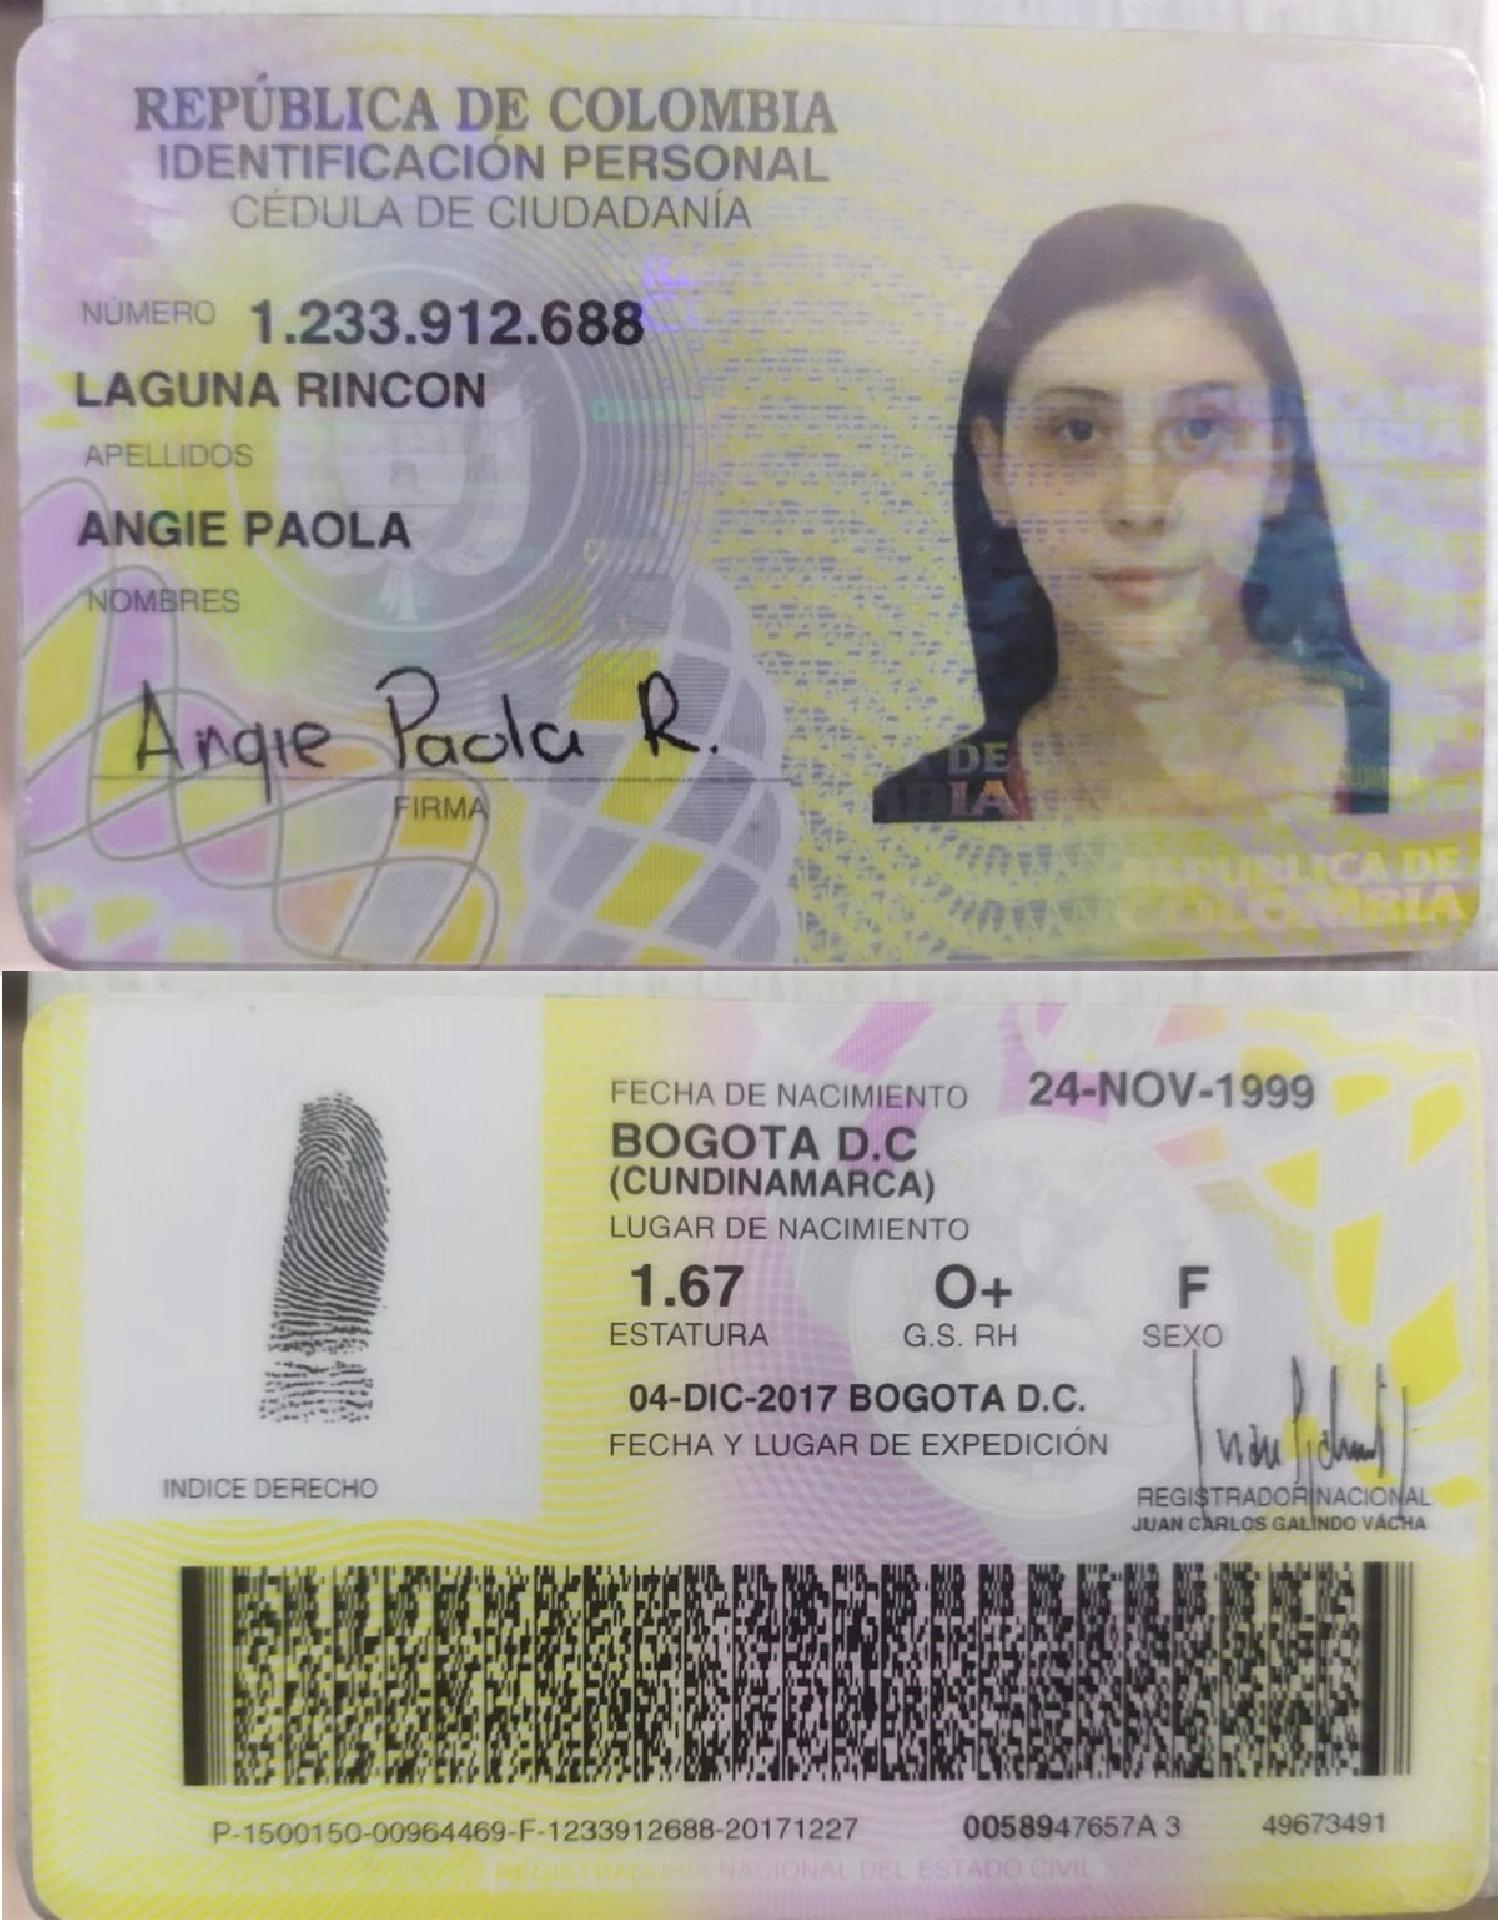 REPÚBLICA DE COLOMBIA
IDENTIFICACIÓN PERSONAL
CÉDULA DE CIUDADANÍA
NÚMERO 1.233.912.688
LAGUNA RINCON
APELLIDOS
ANGIE PAOLA
NOMBRES
Angie Paola R.
FIRMA
DE
REPUBLICA DE
COLOMBIA
FECHA DE NACIMIENTO 24-NOV-1999
BOGOTA D.C
(CUNDINAMARCA)
LUGAR DE NACIMIENTO
1.67 O+ F
ESTATURA G.S. RH SEXO
04-DIC-2017 BOGOTA D.C.
FECHA Y LUGAR DE EXPEDICIÓN
INDICE DERECHO
REGISTRADOR NACIONAL
JUAN CARLOS GALINDO VÁCHA
P-1500150-00964469-F-1233912688-20171227 0058947657A 3 49673491
REGISTRADURIA NACIONAL DEL ESTADO CIVIL